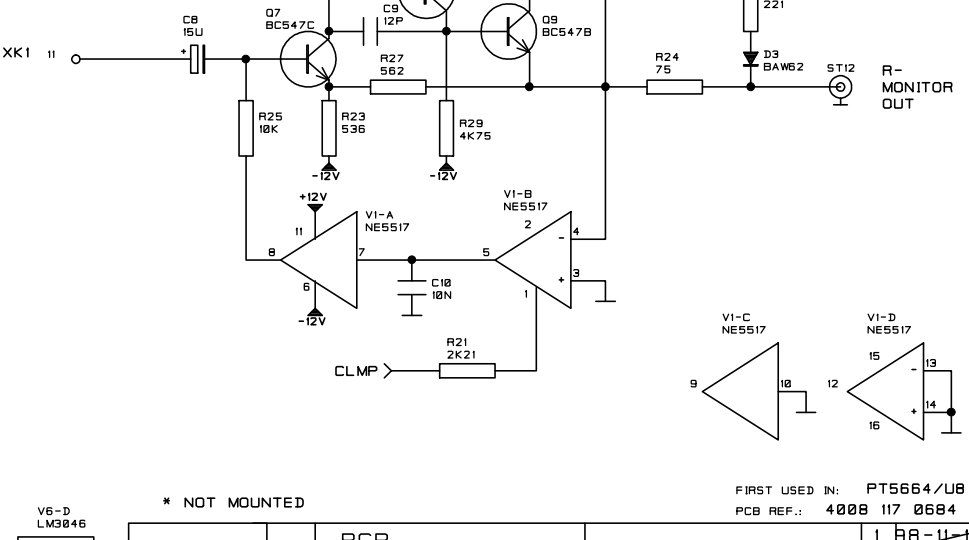 C8
15U
+
Q7
BC547C
C9
12P
Q9
BC547B
221
XK1 11
R27
562
R24
75
D3
BAW62
ST12
R-
MONITOR
OUT
R25
10K
R23
536
R29
4K75
-12V
-12V
+12V
V1-A
NE5517
V1-B
NE5517
11
2
4
-
8
7
5
3
+
6
1
C10
10N
-12V
R21
2K21
CLMP
V1-C
NE5517
V1-D
NE5517
9
10
12
15
13
-
14
+
16
FIRST USED IN: PT5664/U8
PCB REF.: 4008 117 0684
* NOT MOUNTED
V6-D
LM3046
1